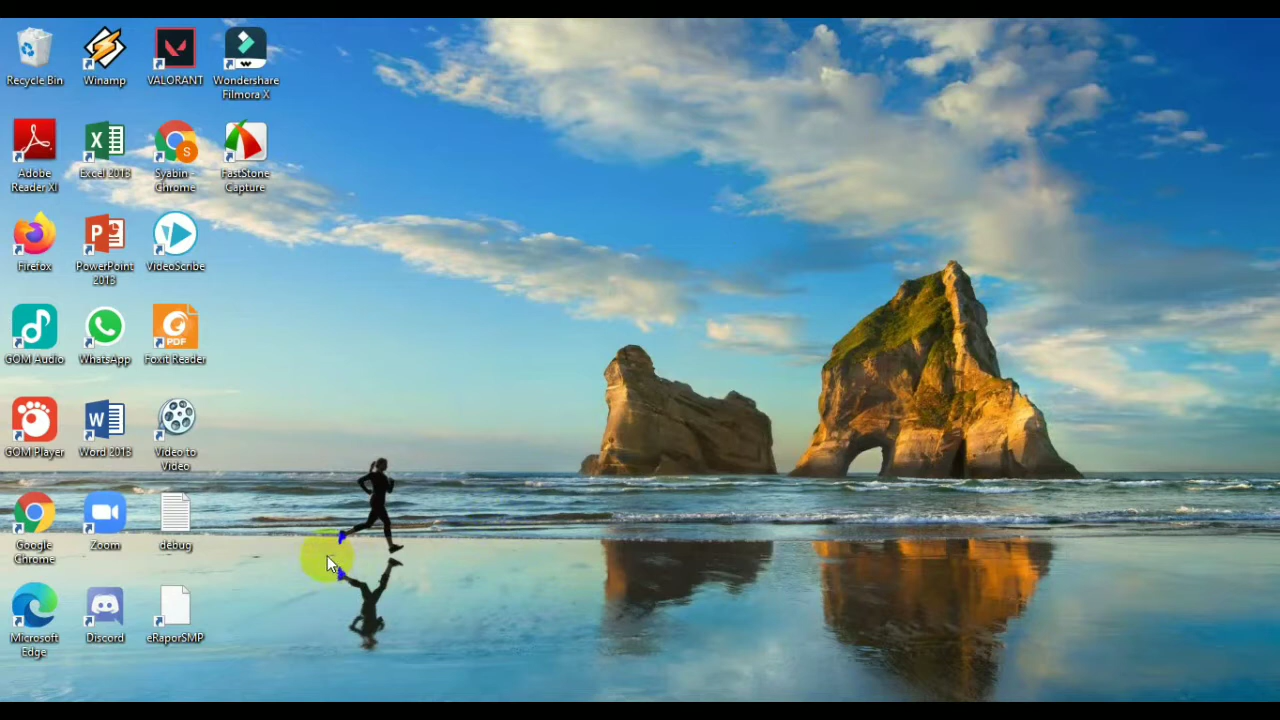 Recycle Bin
Winamp
VALORANT
Wondershare
Filmora X
Adobe
Reader XI
Excel 2013
S
Syabin -
Chrome
FastStone
Capture
Firefox
PowerPoint
2013
VideoScribe
GOM Audio
WhatsApp
PDF
Foxit Reader
GOM Player
Word 2013
Video to
Video
Google
Chrome
Zoom
debug
Microsoft
Edge
Discord
eRaporSMP